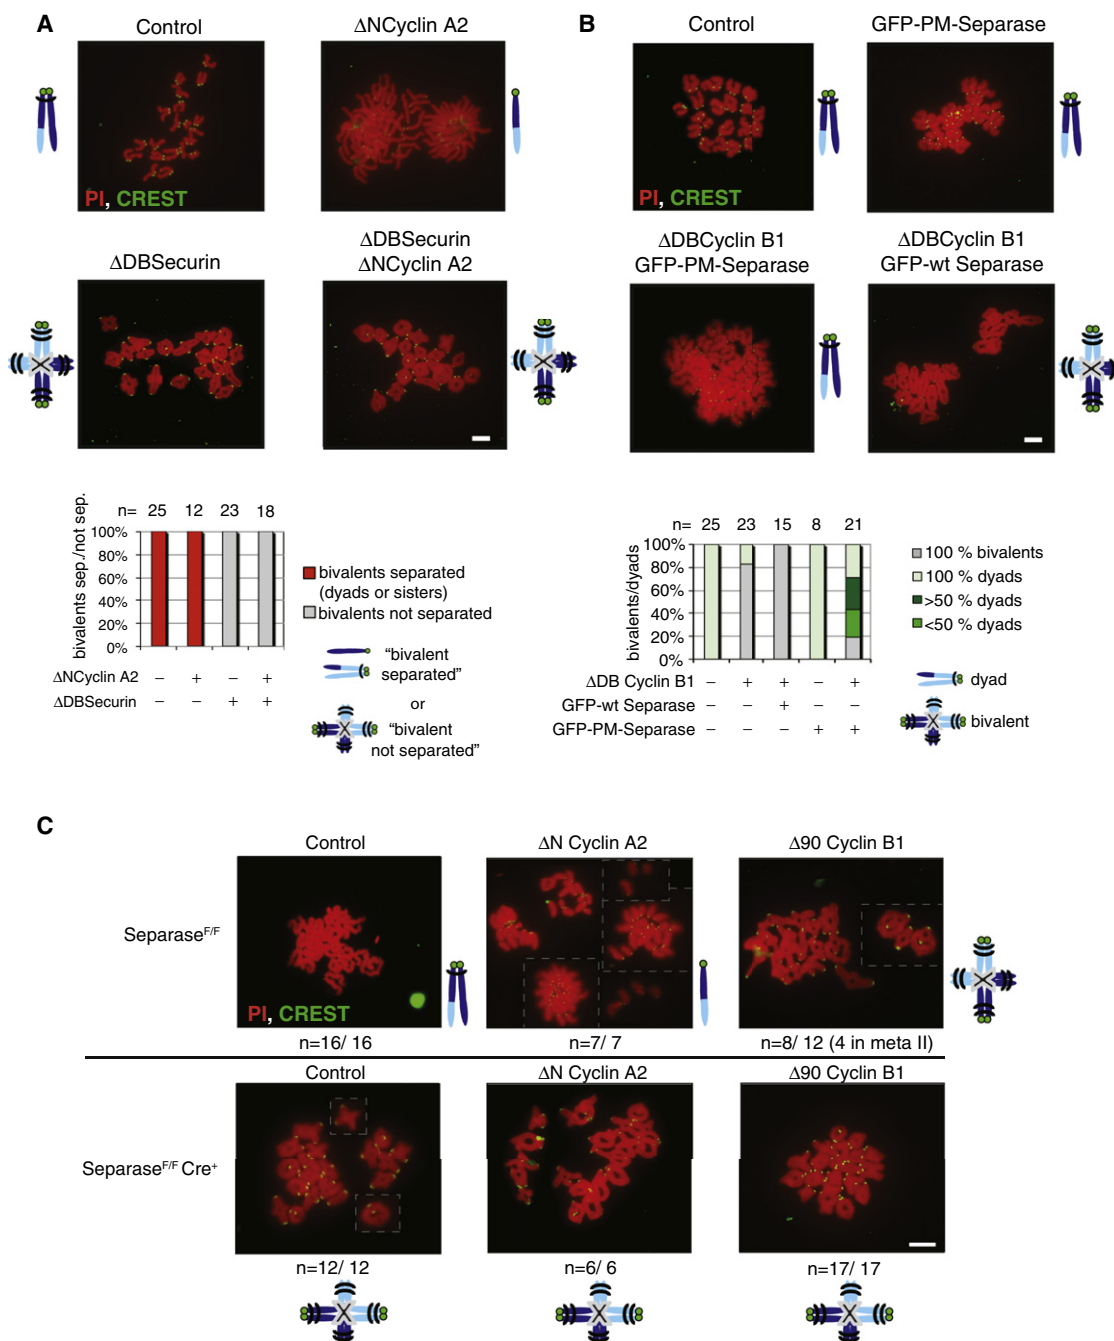 A
Control
ΔNCyclin A2
PI, CREST
ΔDBSecurin
ΔDBSecurin
ΔNCyclin A2
bivalents sep./not sep.
n= 25 12 23 18
100%
80%
60%
40%
20%
0%
ΔNCyclin A2 − + − +
ΔDBSecurin − − + +
bivalents separated
(dyads or sisters)
bivalents not separated
“bivalent
separated”
or
“bivalent
not separated”
B
Control
GFP-PM-Separase
PI, CREST
ΔDBCyclin B1
GFP-PM-Separase
ΔDBCyclin B1
GFP-wt Separase
bivalents/dyads
n= 25 23 15 8 21
100%
80%
60%
40%
20%
0%
ΔDB Cyclin B1 − + + − +
GFP-wt Separase − − + − −
GFP-PM-Separase − − − + +
100 % bivalents
100 % dyads
>50 % dyads
<50 % dyads
dyad
bivalent
C
Control
ΔN Cyclin A2
Δ90 Cyclin B1
Separase^F/F
PI, CREST
n=16/ 16
n=7/ 7
n=8/ 12 (4 in meta II)
Control
ΔN Cyclin A2
Δ90 Cyclin B1
Separase^F/F Cre^+
n=12/ 12
n=6/ 6
n=17/ 17